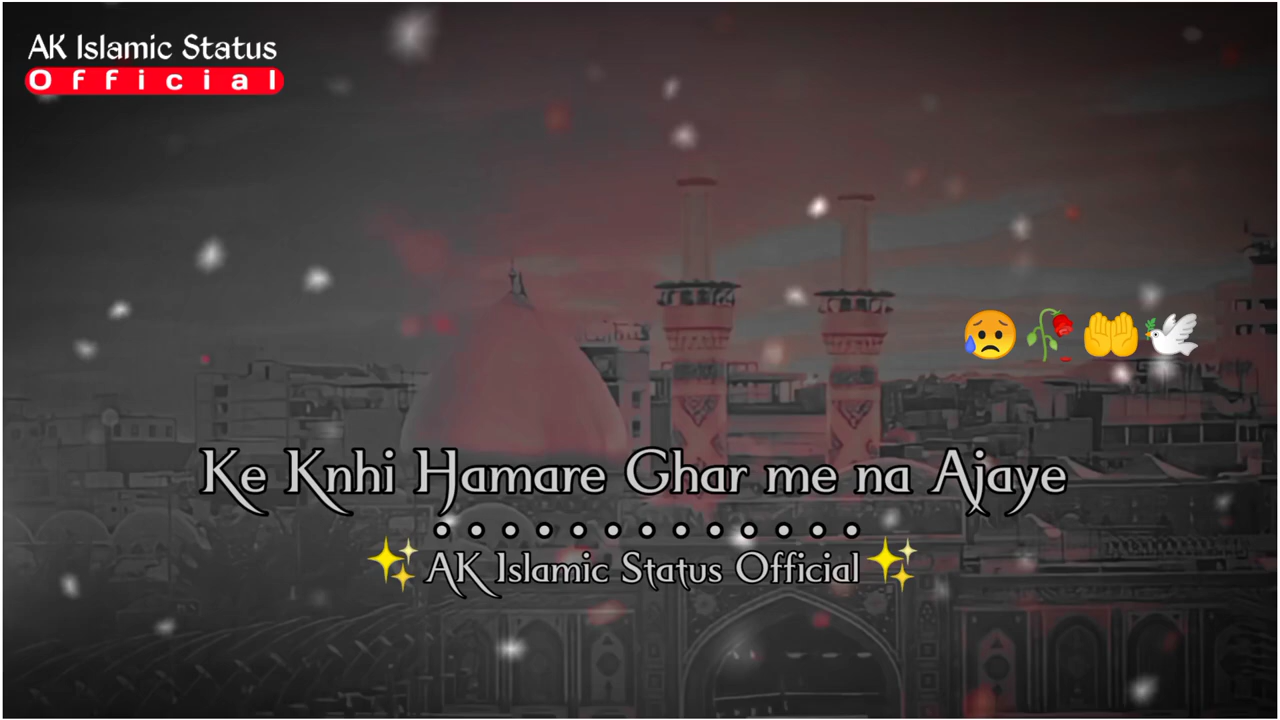 AK Islamic Status
Official
😥🥀🤲🕊️
Ke Knhi Hamare Ghar me na Ajaye
✨AK Islamic Status Official✨